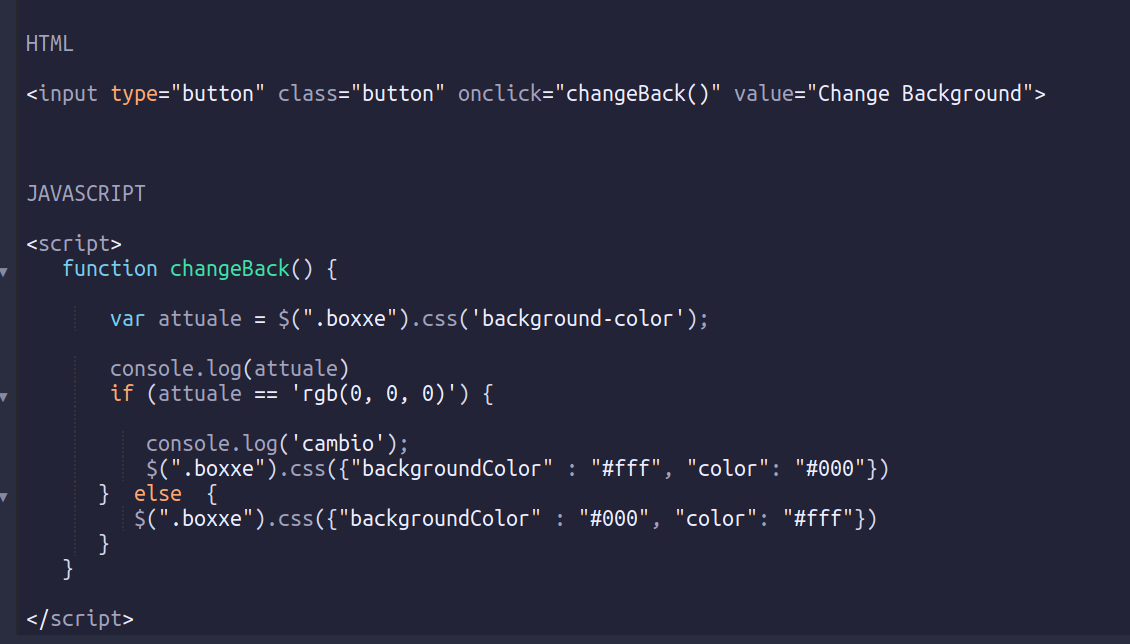 HTML
<input type="button" class="button" onclick="changeBack()" value="Change Background">
JAVASCRIPT
<script>
function changeBack() {
var attuale = $(".boxxe").css('background-color');
console.log(attuale)
if (attuale == 'rgb(0, 0, 0)') {
console.log('cambio');
$(".boxxe").css({"backgroundColor" : "#fff", "color": "#000"})
} else {
$(".boxxe").css({"backgroundColor" : "#000", "color": "#fff"})
}
}
</script>